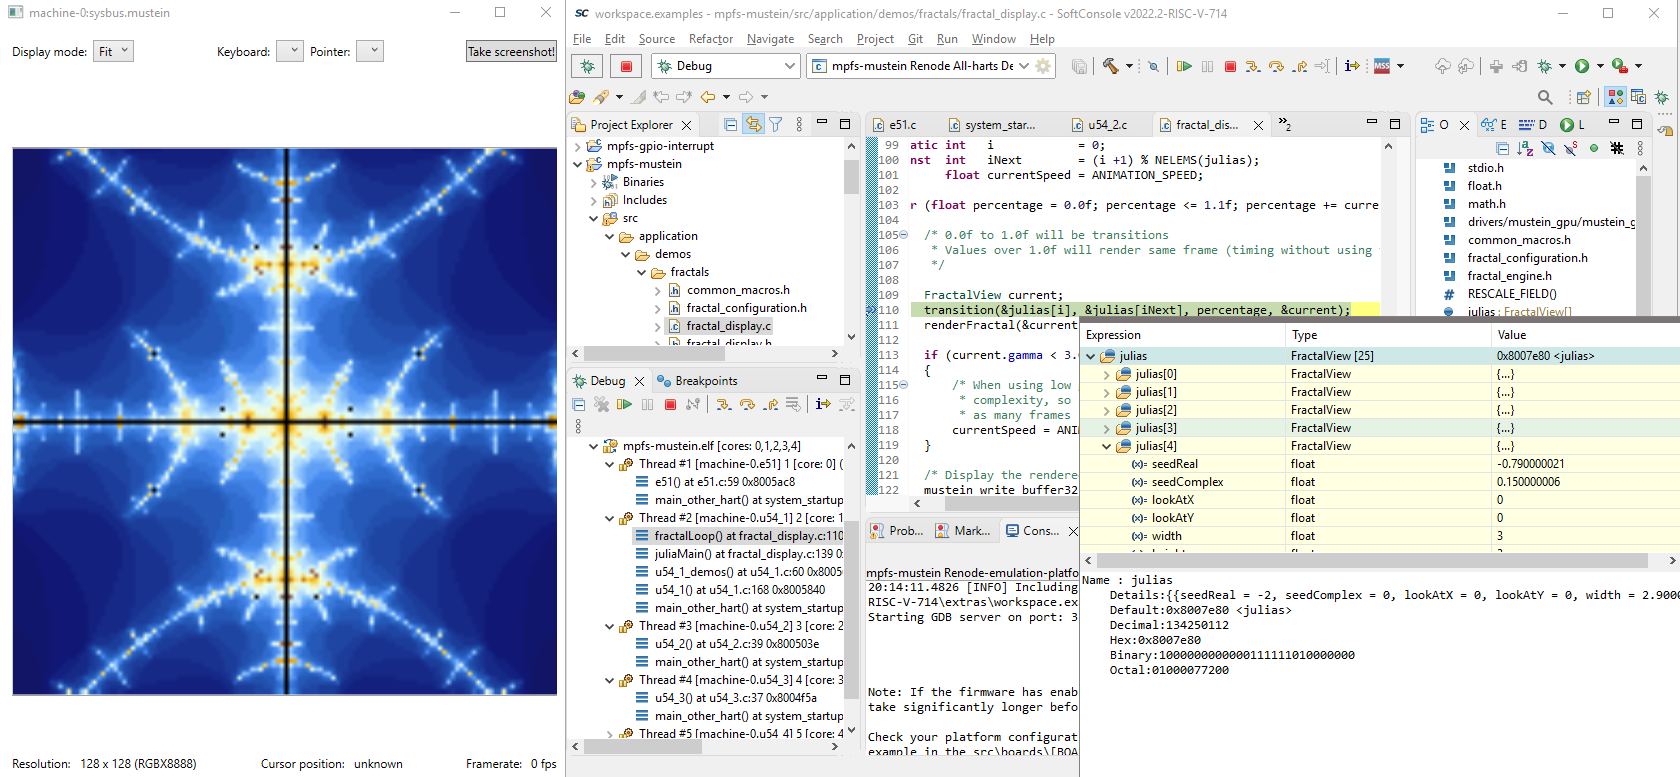 machine-0:sysbus.mustein
Display mode: Fit Keyboard: Pointer: Take screenshot!
Resolution: 128 x 128 (RGBX8888) Cursor position: unknown Framerate: 0 fps
SC workspace.examples - mpfs-mustein/src/application/demos/fractals/fractal_display.c - SoftConsole v2022.2-RISC-V-714
File Edit Source Refactor Navigate Search Project Git Run Window Help
Debug mpfs-mustein Renode All-harts De MSS
Project Explorer
mpfs-gpio-interrupt
mpfs-mustein
Binaries
Includes
src
application
demos
fractals
common_macros.h
fractal_configuration.h
fractal_display.c
fractal_display.h
Debug Breakpoints
mpfs-mustein.elf [cores: 0,1,2,3,4]
Thread #1 [machine-0.e51] 1 [core: 0] (
e51() at e51.c:59 0x8005ac8
main_other_hart() at system_startup
Thread #2 [machine-0.u54_1] 2 [core: 1
fractalLoop() at fractal_display.c:110
juliaMain() at fractal_display.c:139 0
u54_1_demos() at u54_1.c:60 0x8005
u54_1() at u54_1.c:168 0x8005840
main_other_hart() at system_startup
Thread #3 [machine-0.u54_2] 3 [core: 2
u54_2() at u54_2.c:39 0x800503e
main_other_hart() at system_startup
Thread #4 [machine-0.u54_3] 4 [core: 3
u54_3() at u54_3.c:37 0x8004f5a
main_other_hart() at system_startup
Thread #5 [machine-0.u54_4] 5 [core: 4
e51.c system_star... u54_2.c fractal_dis... »2
99 atic int i = 0;
100 nst int iNext = (i +1) % NELEMS(julias);
101 float currentSpeed = ANIMATION_SPEED;
102
103 r (float percentage = 0.0f; percentage <= 1.1f; percentage += curre
104
105 /* 0.0f to 1.0f will be transitions
106 * Values over 1.0f will render same frame (timing without using
107 */
108
109 FractalView current;
110 transition(&julias[i], &julias[iNext], percentage, &current);
111 renderFractal(&current
112
113 if (current.gamma < 3.
114 {
115 /* When using low
116 * complexity, so
117 * as many frames
118 currentSpeed = ANI
119 }
120
121 /* Display the rendere
122 mustein_write_buffer32
O E D L
stdio.h
float.h
math.h
drivers/mustein_gpu/mustein_g
common_macros.h
fractal_configuration.h
fractal_engine.h
# RESCALE_FIELD()
julias : FractalView[]
Prob... Mark... Cons...
mpfs-mustein Renode-emulation-platfo
20:14:11.4826 [INFO] Including
RISC-V-714\extras\workspace.exa
Starting GDB server on port: 3
Note: If the firmware has enab
take significantly longer befo
Check your platform configurat
example in the src\boards\[BOA
Expression Type Value
julias FractalView [25] 0x8007e80 <julias>
julias[0] FractalView {...}
julias[1] FractalView {...}
julias[2] FractalView {...}
julias[3] FractalView {...}
julias[4] FractalView {...}
(x)= seedReal float -0.790000021
(x)= seedComplex float 0.150000006
(x)= lookAtX float 0
(x)= lookAtY float 0
(x)= width float 3
Name : julias
Details:{{seedReal = -2, seedComplex = 0, lookAtX = 0, lookAtY = 0, width = 2.9000
Default:0x8007e80 <julias>
Decimal:134250112
Hex:0x8007e80
Binary:1000000000000111111010000000
Octal:01000077200